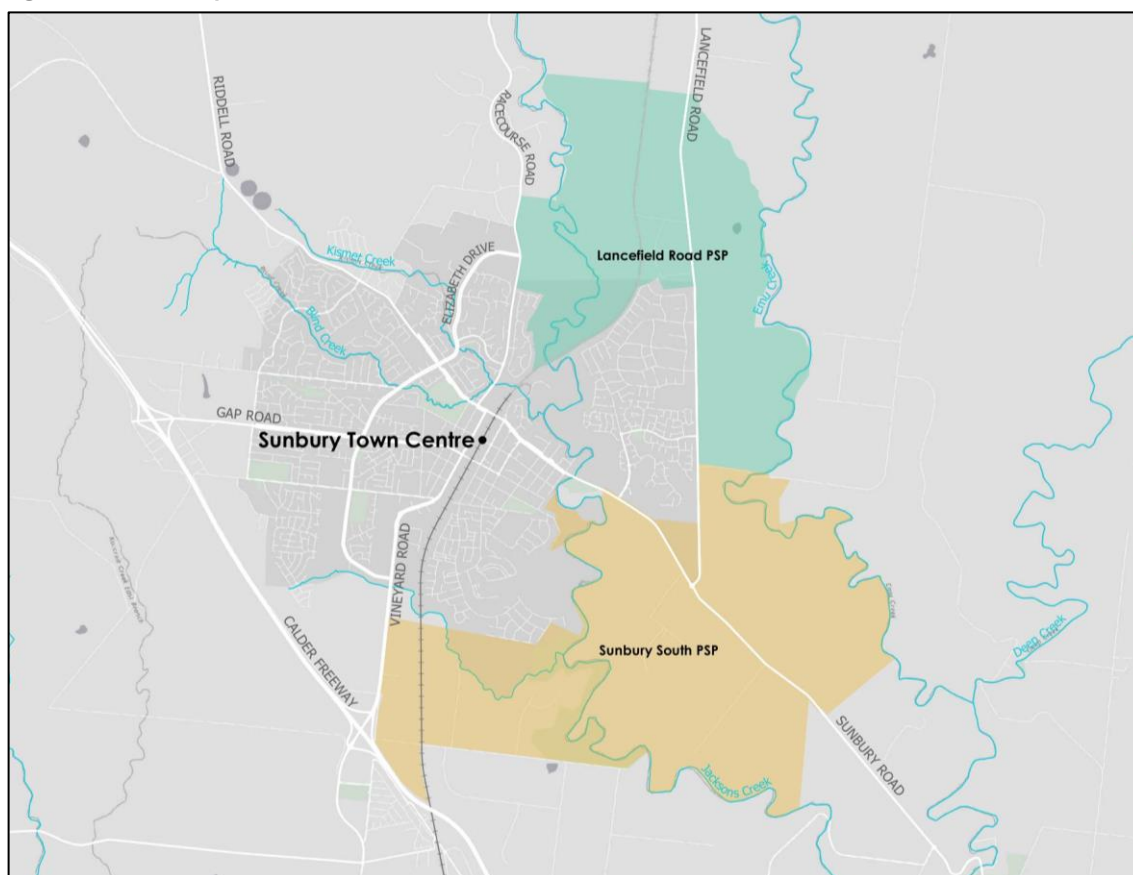 LANCEFIELD ROAD
RIDDELL ROAD
RACECOURSE ROAD
Lancefield Road PSP
Kismet Creek
ELIZABETH DRIVE
Emu Creek
Blind Creek
GAP ROAD
Sunbury Town Centre
VINEYARD ROAD
CALDER FREEWAY
Sunbury South PSP
Deep Creek
SUNBURY ROAD
Jacksons Creek